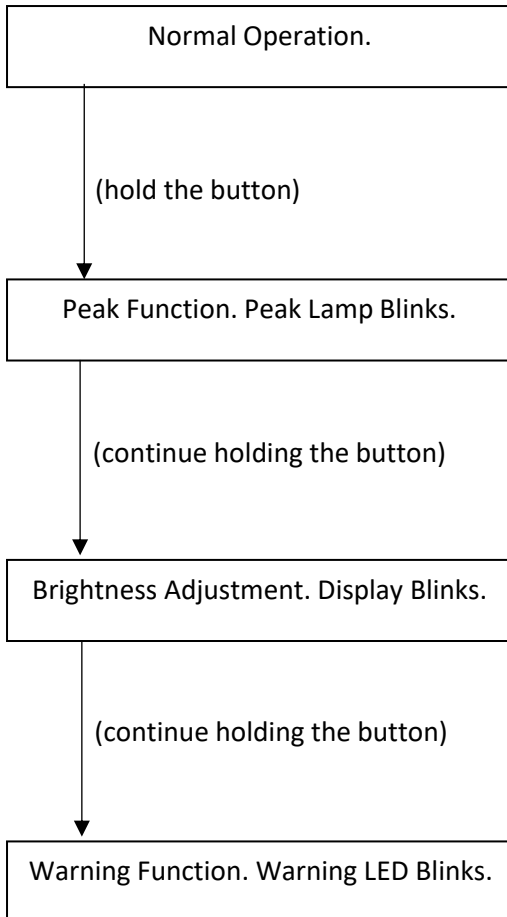 Normal Operation.
(hold the button)
Peak Function. Peak Lamp Blinks.
(continue holding the button)
Brightness Adjustment. Display Blinks.
(continue holding the button)
Warning Function. Warning LED Blinks.